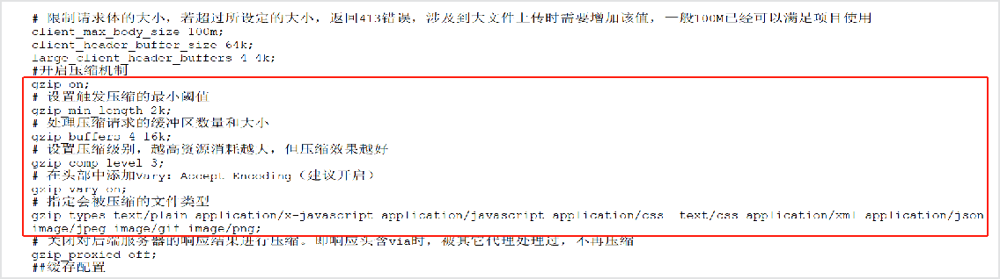 # 限制请求体的大小，若超过所设定的大小，返回413错误，涉及到大文件上传时需要增加该值，一般100M已经可以满足项目使用
client_max_body_size 100m;
client_header_buffer_size 64k;
large_client_header_buffers 4 4k;
#开启压缩机制
gzip on;
# 设置触发压缩的最小阈值
gzip_min_length 2k;
# 处理压缩请求的缓冲区数量和大小
gzip_buffers 4 16k;
# 设置压缩级别，越高资源消耗越大，但压缩效果越好
gzip_comp_level 3;
# 在头部中添加Vary: Accept-Encoding（建议开启）
gzip_vary on;
# 指定会被压缩的文件类型
gzip_types text/plain application/x-javascript application/javascript application/css  text/css application/xml application/json
image/jpeg image/gif image/png;
# 关闭对后端服务器的响应结果进行压缩。即响应头含via时，被其它代理处理过，不再压缩
gzip_proxied off;
##缓存配置